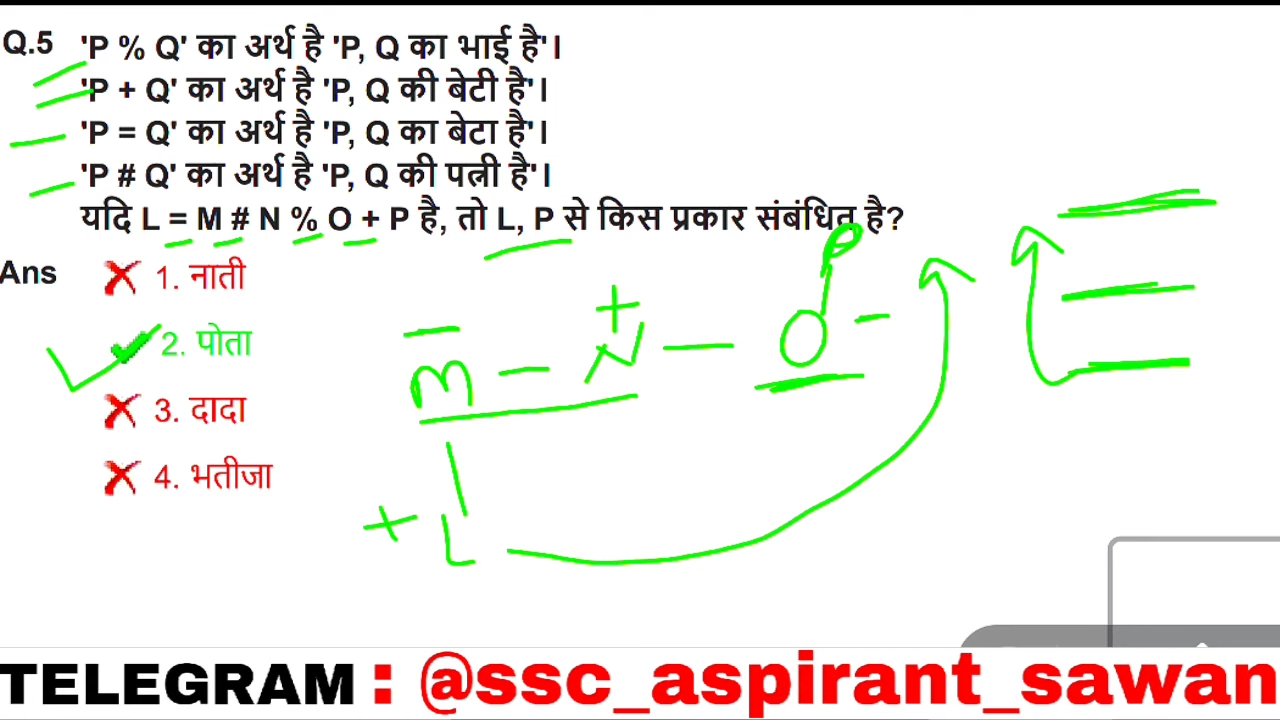 Q.5 'P % Q' का अर्थ है 'P, Q का भाई है'।
'P + Q' का अर्थ है 'P, Q की बेटी है'।
'P = Q' का अर्थ है 'P, Q का बेटा है'।
'P # Q' का अर्थ है 'P, Q की पत्नी है'।
यदि L = M # N % O + P है, तो L, P से किस प्रकार संबंधित है?
Ans 1. नाती
2. पोता
3. दादा
4. भतीजा
P
+
m - N - O -
+ L
TELEGRAM : @ssc_aspirant_sawan